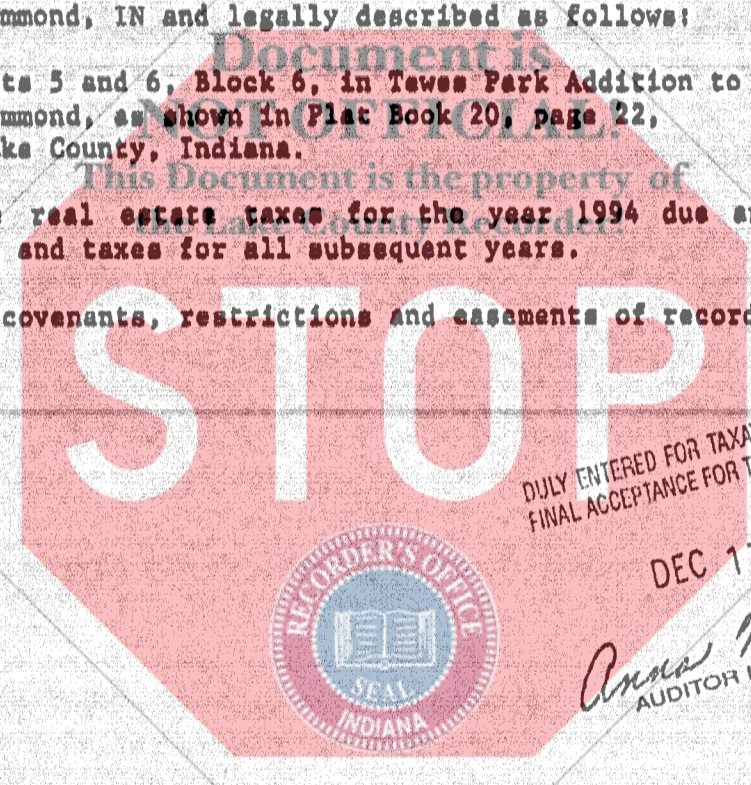 mmond, IN and legally described as follows:
Document is
ts 5 and 6, Block 6, in Tewes Park Addition to
NOT OFFICIAL!
mmond, as shown in Plat Book 20, page 22,
ke County, Indiana.
This Document is the property of
real estate taxes for the year 1994 due a
the Lake County Recorder!
and taxes for all subsequent years.
STOP
covenants, restrictions and easements of record
DULY ENTERED FOR TAXA
FINAL ACCEPTANCE FOR T
DEC 1
RECORDER'S OFFICE
SEAL
INDIANA
Anna
AUDITOR